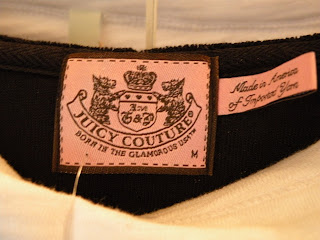 JUICY COUTURE
BORN IN THE GLAMOROUS USA
M
Made in America
of Imported Yarn